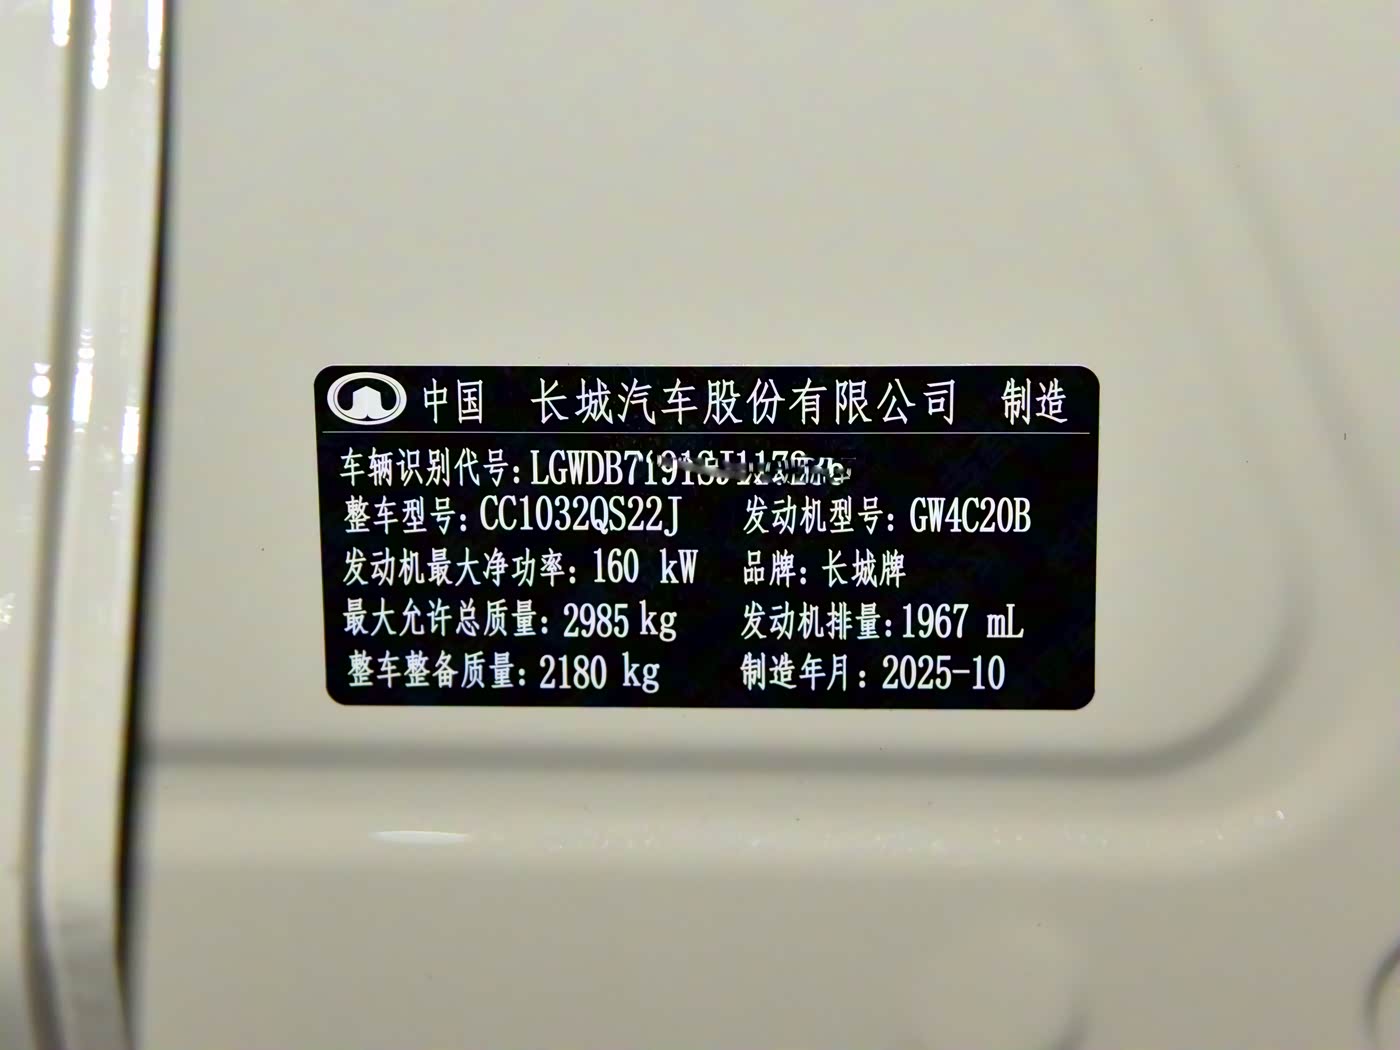 中国 长城汽车股份有限公司 制造
车辆识别代号：LGWDB7191
整车型号：CC1032QS22J 发动机型号：GW4C20B
发动机最大净功率：160 kW 品牌：长城牌
最大允许总质量：2985 kg 发动机排量：1967 mL
整车整备质量：2180 kg 制造年月：2025-10